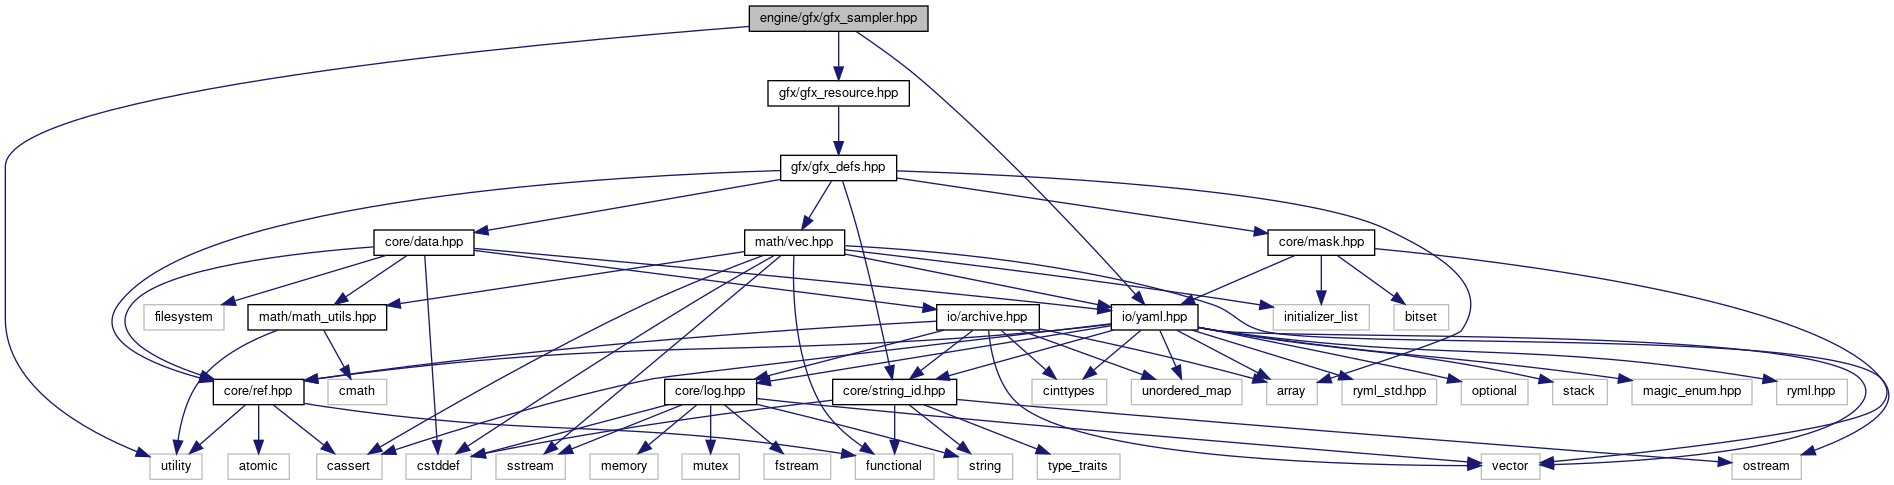 engine/gfx/gfx_sampler.hpp
gfx/gfx_resource.hpp
gfx/gfx_defs.hpp
core/data.hpp
math/vec.hpp
core/mask.hpp
filesystem
math/math_utils.hpp
io/archive.hpp
io/yaml.hpp
initializer_list
bitset
core/ref.hpp
cmath
core/log.hpp
core/string_id.hpp
cinttypes
unordered_map
array
ryml_std.hpp
optional
stack
magic_enum.hpp
ryml.hpp
utility
atomic
cassert
cstddef
sstream
memory
mutex
fstream
functional
string
type_traits
vector
ostream